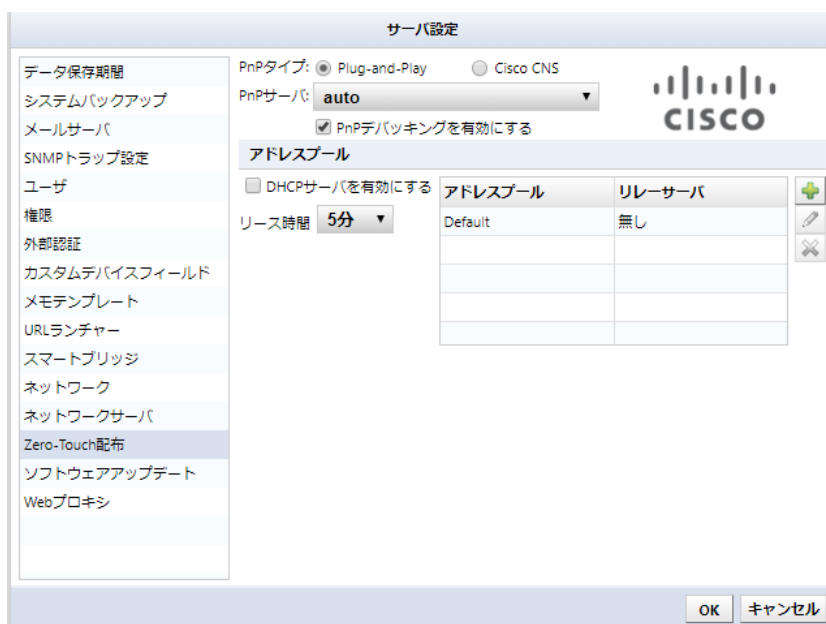 サーバ設定
データ保存期間
システムバックアップ
メールサーバ
SNMPトラップ設定
ユーザ
権限
外部認証
カスタムデバイスフィールド
メモテンプレート
URLランチャー
スマートブリッジ
ネットワーク
ネットワークサーバ
Zero-Touch配布
ソフトウェアアップデート
Webプロキシ
PnPタイプ: Plug-and-Play Cisco CNS
PnPサーバ: auto
PnPデバッキングを有効にする
CISCO
アドレスプール
DHCPサーバを有効にする
リース時間 5分
アドレスプール リレーサーバ
Default 無し
OK キャンセル